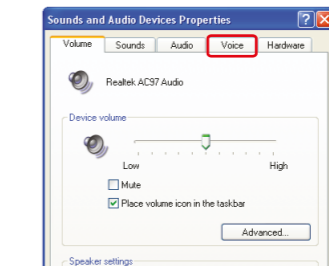 Sounds and Audio Devices Properties
Volume Sounds Audio Voice Hardware
Realtek AC97 Audio
Device volume
Low High
Mute
Place volume icon in the taskbar
Advanced...
Speaker settings